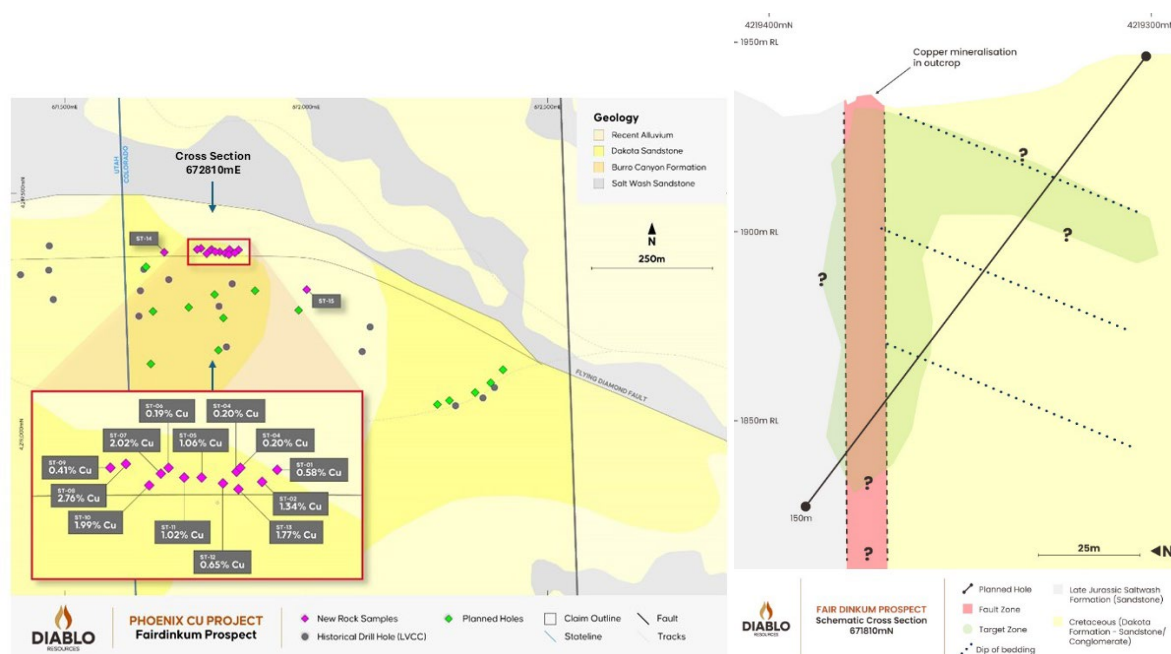 671,500mE
672,000mE
UTAH
COLORADO
Cross Section
672810mE
Geology
Recent Alluvium
Dakota Sandstone
Burro Canyon Formation
Salt Wash Sandstone
N
250m
ST-14
ST-15
FLYING DIAMOND FAULT
ST-06
0.19% Cu
ST-04
0.20% Cu
ST-07
2.02% Cu
ST-05
1.06% Cu
ST-04
0.20% Cu
ST-09
0.41% Cu
ST-01
0.58% Cu
2.76% Cu
ST-02
1.34% Cu
ST-10
1.99% Cu
ST-11
1.02% Cu
ST-13
1.77% Cu
ST-12
0.65% Cu
DIABLO
RESOURCES
PHOENIX CU PROJECT
Fairdinkum Prospect
New Rock Samples
Planned Holes
Claim Outline
Fault
Historical Drill Hole (LVCC)
Stateline
Tracks
4219400mN
4219300mN
1950m RL
Copper mineralisation
in outcrop
?
?
1900m RL
?
1850m RL
?
150m
?
25m
N
DIABLO
RESOURCES
FAIR DINKUM PROSPECT
Schematic Cross Section
671810mN
Planned Hole
Fault Zone
Target Zone
Dip of bedding
Late Jurassic Saltwash
Formation (Sandstone)
Cretaceous (Dakota
Formation - Sandstone/
Conglomerate)